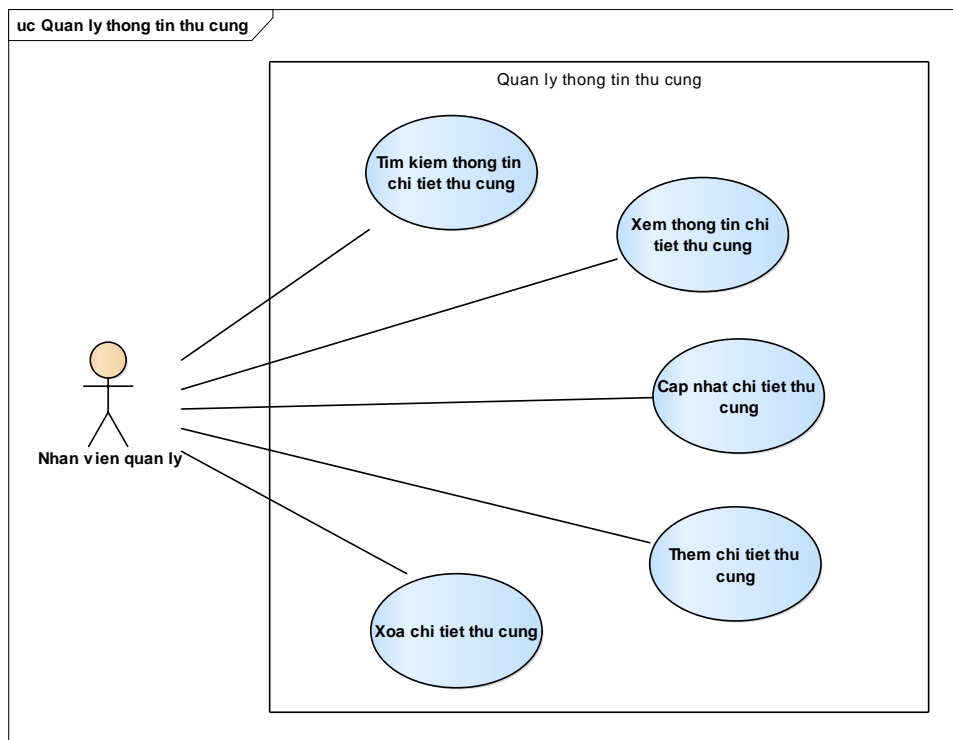 uc Quan ly thong tin thu cung
Quan ly thong tin thu cung
Tim kiem thong tin
chi tiet thu cung
Xem thong tin chi
tiet thu cung
Cap nhat chi tiet thu
cung
Nhan vien quan ly
Them chi tiet thu
cung
Xoa chi tiet thu cung